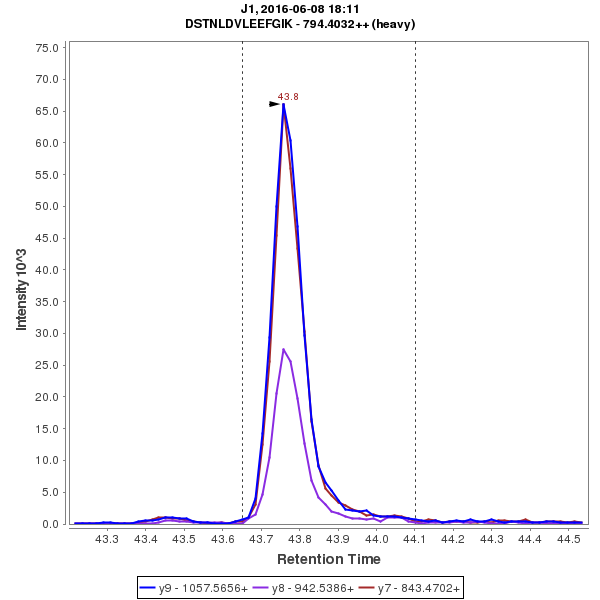 J1, 2016-06-08 18:11
DSTNLDVLEEFGIK - 794.4032++ (heavy)
75.0
70.0
65.0
60.0
55.0
50.0
45.0
40.0
35.0
30.0
25.0
20.0
15.0
10.0
5.0
0.0
Intensity 10^3
43.8
43.3 43.4 43.5 43.6 43.7 43.8 43.9 44.0 44.1 44.2 44.3 44.4 44.5
Retention Time
y9 - 1057.5656+ y8 - 942.5386+ y7 - 843.4702+